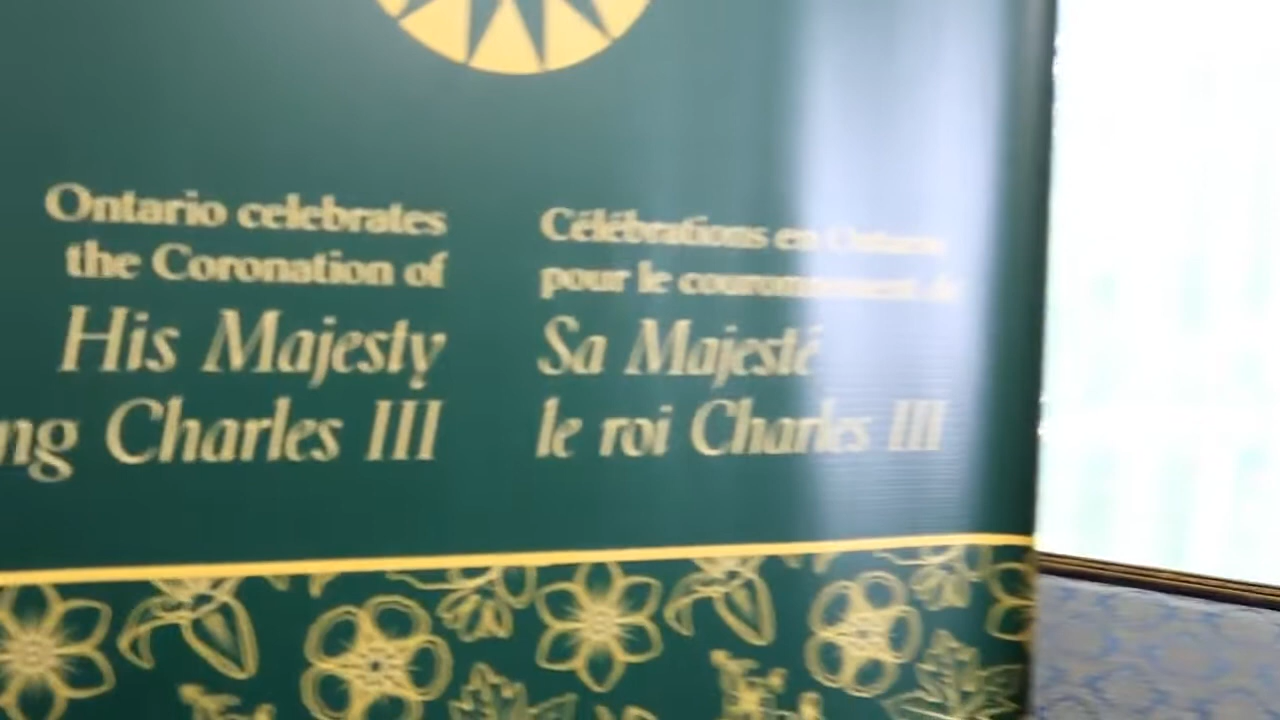 Ontario celebrates
the Coronation of
His Majesty
ng Charles III
Célébrations en Ontario
pour le couronnement de
Sa Majesté
le roi Charles III